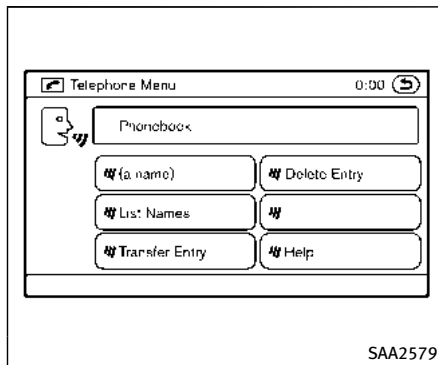 Telephone Menu 0:00
Phonebook
(a name) Delete Entry
List Names
Transfer Entry Help
SAA2579